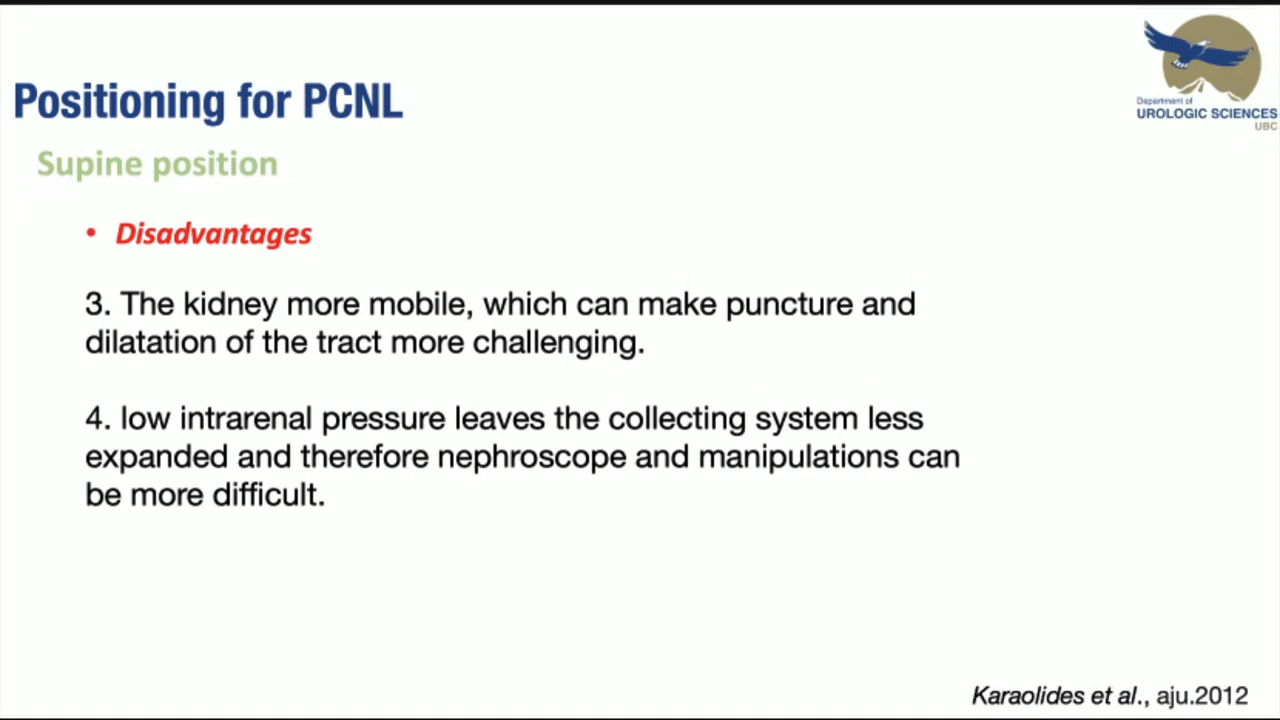 Department of
UROLOGIC SCIENCES
UBC
Positioning for PCNL
Supine position
• Disadvantages
3. The kidney more mobile, which can make puncture and
dilatation of the tract more challenging.
4. low intrarenal pressure leaves the collecting system less
expanded and therefore nephroscope and manipulations can
be more difficult.
Karaolides et al., aju.2012